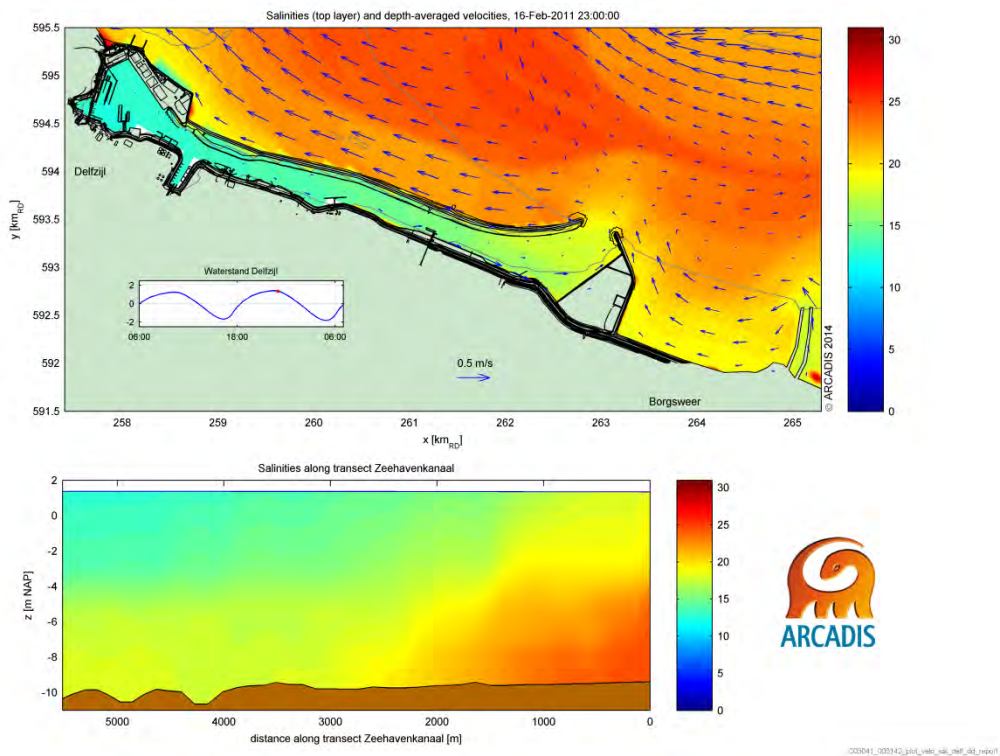 Salinities (top layer) and depth-averaged velocities, 16-Feb-2011 23:00:00
595.5
595
594.5
594
593.5
593
592.5
592
591.5
y [kmRD]
Delfzijl
Waterstand Delfzijl
2
0
-2
06:00 18:00 06:00
0.5 m/s
Borgsweer
© ARCADIS 2014
258 259 260 261 262 263 264 265
x [kmRD]
30
25
20
15
10
5
0
Salinities along transect Zeehavenkanaal
2
0
-2
-4
-6
-8
-10
z [m NAP]
5000 4000 3000 2000 1000 0
distance along transect Zeehavenkanaal [m]
30
25
20
15
10
5
0
ARCADIS